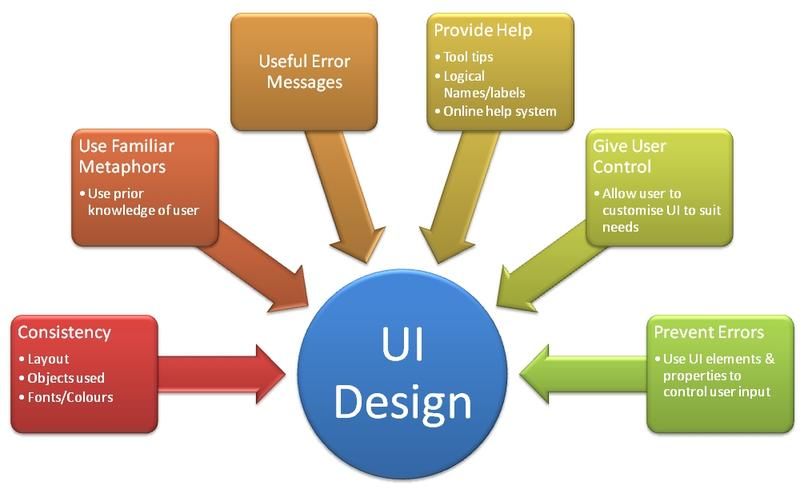 Consistency
• Layout
• Objects used
• Fonts/Colours
Use Familiar
Metaphors
• Use prior
knowledge of user
Useful Error
Messages
Provide Help
• Tool tips
• Logical
Names/labels
• Online help system
Give User
Control
• Allow user to
customise UI to suit
needs
Prevent Errors
• Use UI elements &
properties to
control user input
UI
Design